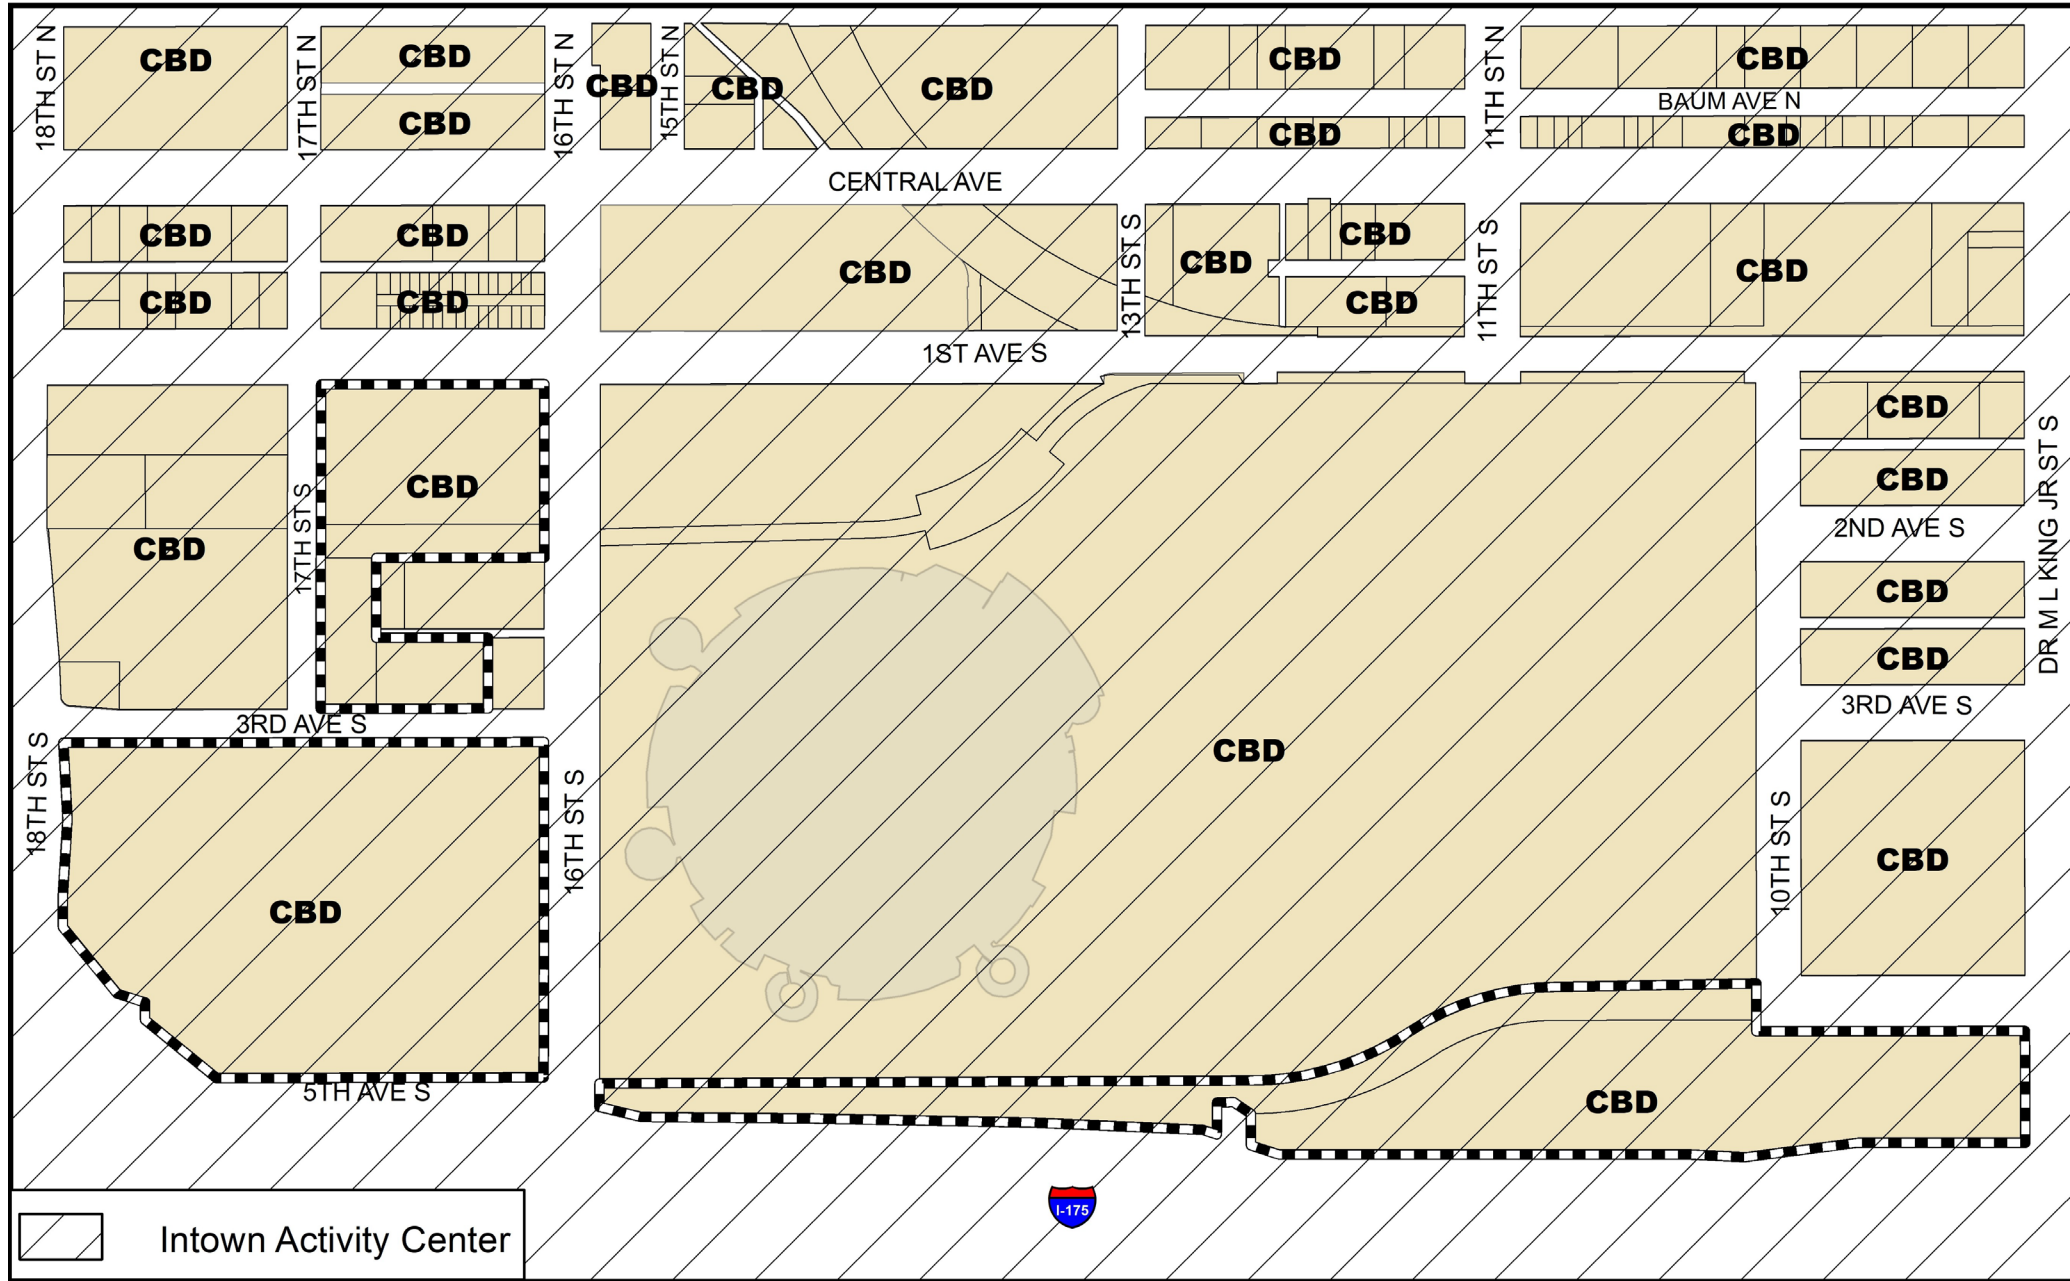 18TH ST N
CBD
17TH ST N
CBD
CBD
16TH ST N
CBD
15TH ST N
CBD
CBD
CBD
CBD
11TH ST N
CBD
BAUM AVE N
CBD
CENTRAL AVE
CBD
CBD
CBD
CBD
CBD
13TH ST S
CBD
CBD
CBD
11TH ST S
CBD
1ST AVE S
CBD
17TH ST S
CBD
CBD
CBD
2ND AVE S
DR M L KING JR ST S
CBD
CBD
3RD AVE S
3RD AVE S
18TH ST S
CBD
16TH ST S
CBD
10TH ST S
CBD
5TH AVE S
CBD
I-175
Intown Activity Center